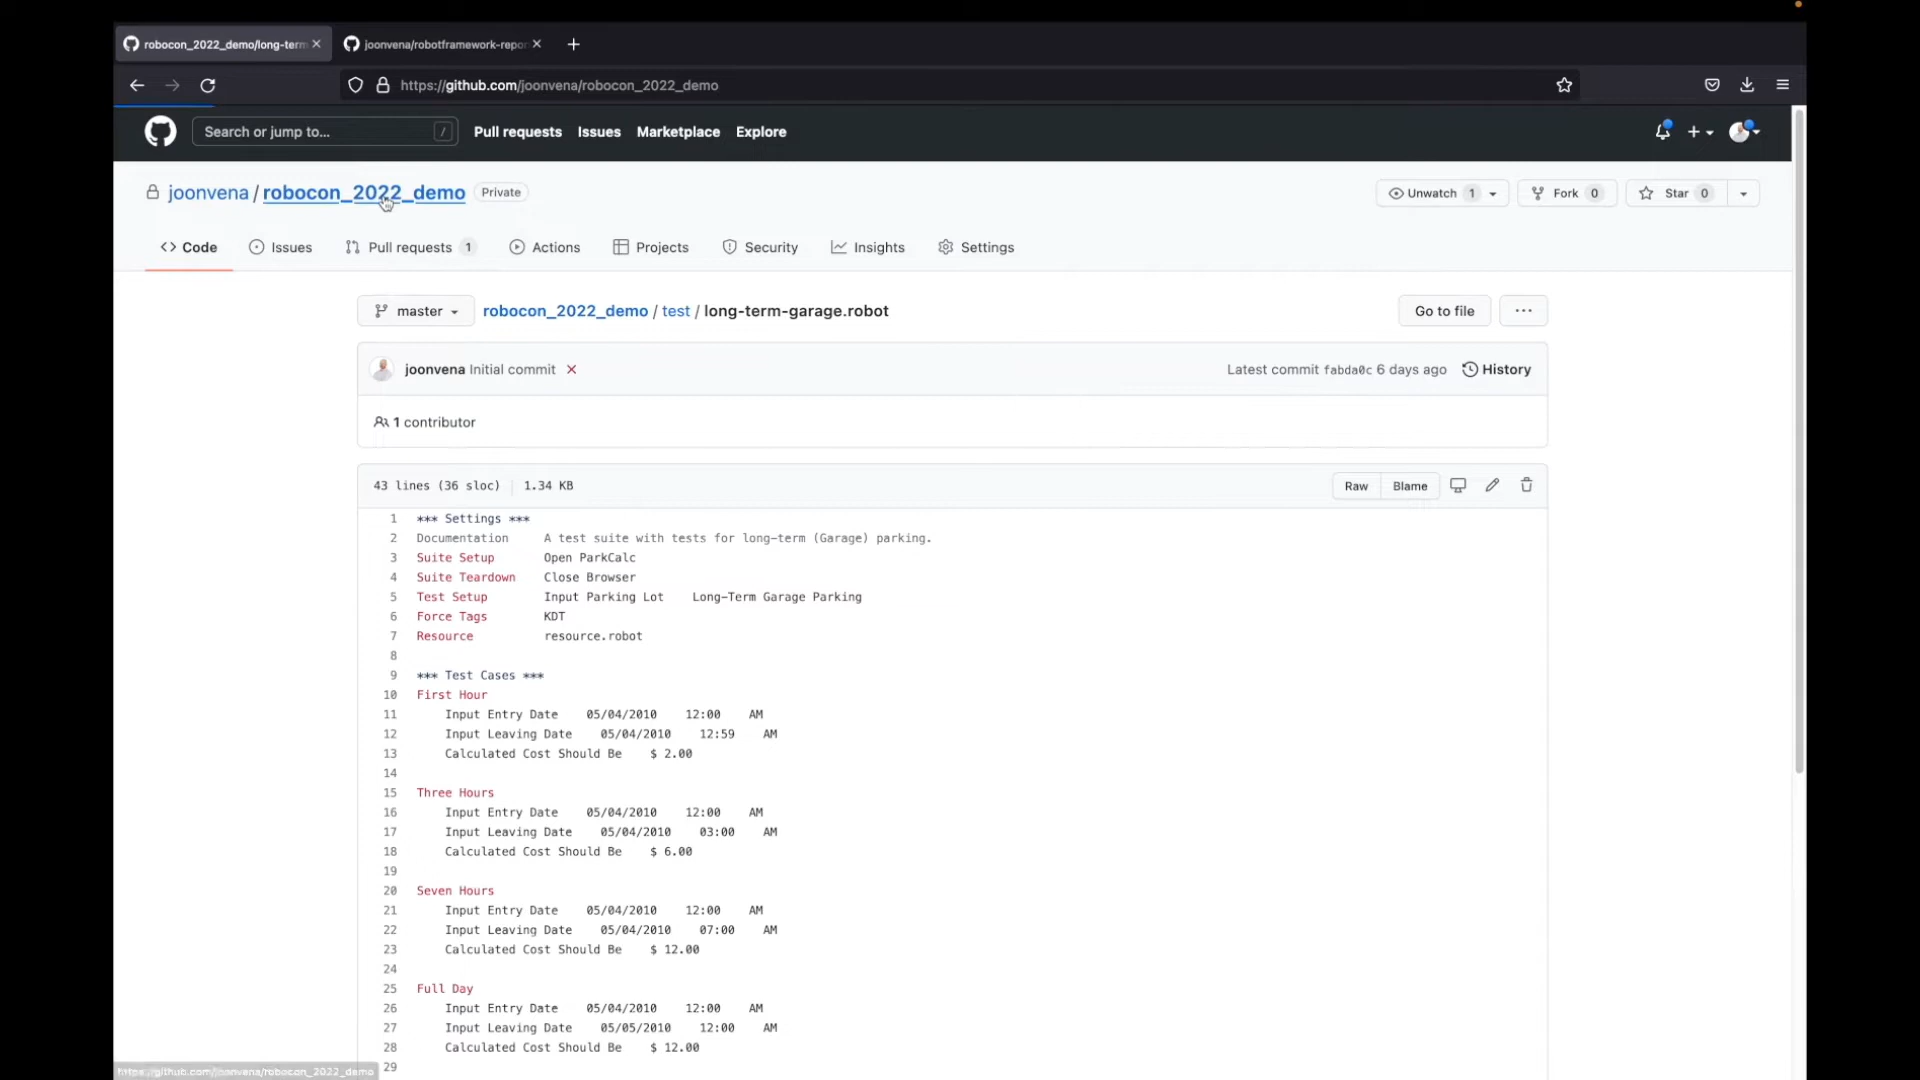 robocon_2022_demo/long-term
joonvena/robotframework-repo
https://github.com/joonvena/robocon_2022_demo
Search or jump to... /
Pull requests Issues Marketplace Explore
joonvena / robocon_2022_demo Private
Unwatch 1 Fork 0 Star 0
Code Issues Pull requests 1 Actions Projects Security Insights Settings
master robocon_2022_demo / test / long-term-garage.robot Go to file ...
joonvena Initial commit Latest commit fabda0c 6 days ago History
1 contributor
43 lines (36 sloc) 1.34 KB Raw Blame
1 *** Settings ***
2 Documentation A test suite with tests for long-term (Garage) parking.
3 Suite Setup Open ParkCalc
4 Suite Teardown Close Browser
5 Test Setup Input Parking Lot Long-Term Garage Parking
6 Force Tags KDT
7 Resource resource.robot
8
9 *** Test Cases ***
10 First Hour
11 Input Entry Date 05/04/2010 12:00 AM
12 Input Leaving Date 05/04/2010 12:59 AM
13 Calculated Cost Should Be $ 2.00
14
15 Three Hours
16 Input Entry Date 05/04/2010 12:00 AM
17 Input Leaving Date 05/04/2010 03:00 AM
18 Calculated Cost Should Be $ 6.00
19
20 Seven Hours
21 Input Entry Date 05/04/2010 12:00 AM
22 Input Leaving Date 05/04/2010 07:00 AM
23 Calculated Cost Should Be $ 12.00
24
25 Full Day
26 Input Entry Date 05/04/2010 12:00 AM
27 Input Leaving Date 05/05/2010 12:00 AM
28 Calculated Cost Should Be $ 12.00
29
https://github.com/joonvena/robocon_2022_demo